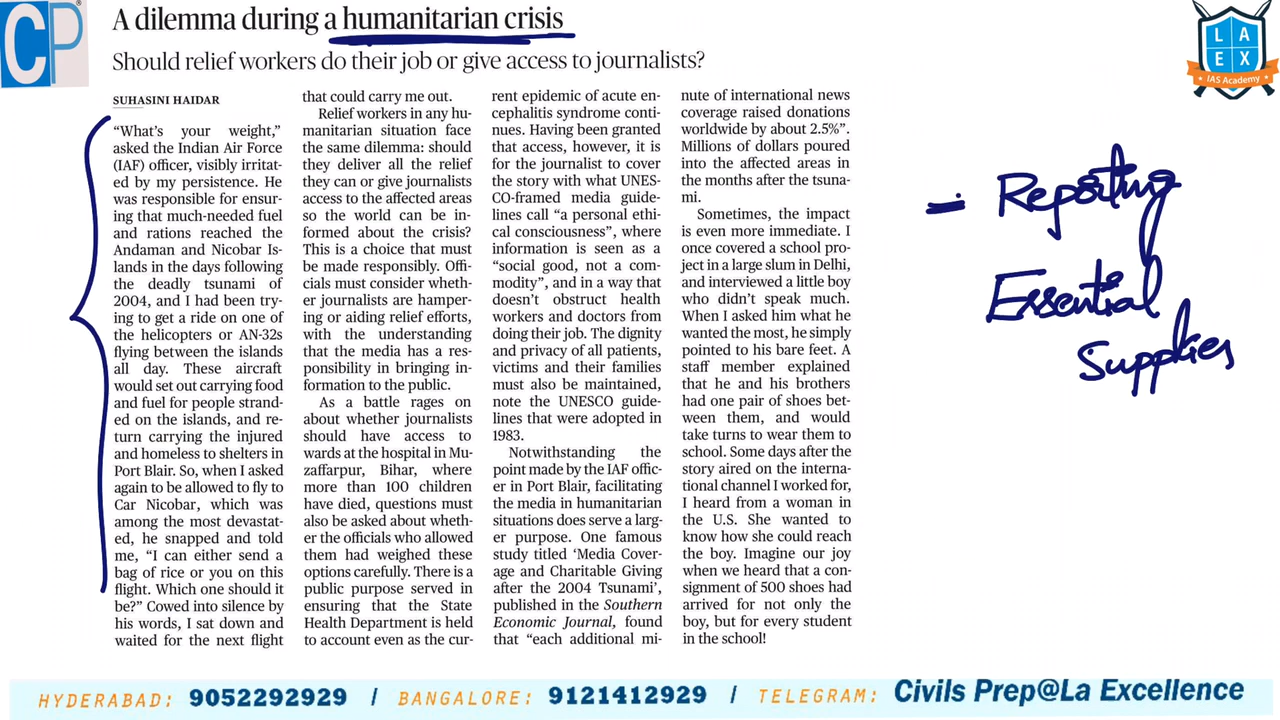 CP
A dilemma during a humanitarian crisis
Should relief workers do their job or give access to journalists?
SUHASINI HAIDAR
“What’s your weight,”
asked the Indian Air Force
(IAF) officer, visibly irritat-
ed by my persistence. He
was responsible for ensur-
ing that much-needed fuel
and rations reached the
Andaman and Nicobar Is-
lands in the days following
the deadly tsunami of
2004, and I had been try-
ing to get a ride on one of
the helicopters or AN-32s
flying between the islands
all day. These aircraft
would set out carrying food
and fuel for people strand-
ed on the islands, and re-
turn carrying the injured
and homeless to shelters in
Port Blair. So, when I asked
again to be allowed to fly to
Car Nicobar, which was
among the most devastat-
ed, he snapped and told
me, “I can either send a
bag of rice or you on this
flight. Which one should it
be?” Cowed into silence by
his words, I sat down and
waited for the next flight
that could carry me out.
Relief workers in any hu-
manitarian situation face
the same dilemma: should
they deliver all the relief
they can or give journalists
access to the affected areas
so the world can be in-
formed about the crisis?
This is a choice that must
be made responsibly. Offi-
cials must consider wheth-
er journalists are hamper-
ing or aiding relief efforts,
with the understanding
that the media has a res-
ponsibility in bringing in-
formation to the public.
As a battle rages on
about whether journalists
should have access to
wards at the hospital in Mu-
zaffarpur, Bihar, where
more than 100 children
have died, questions must
also be asked about wheth-
er the officials who allowed
them had weighed these
options carefully. There is a
public purpose served in
ensuring that the State
Health Department is held
to account even as the cur-
rent epidemic of acute en-
cephalitis syndrome conti-
nues. Having been granted
that access, however, it is
for the journalist to cover
the story with what UNES-
CO-framed media guide-
lines call “a personal ethi-
cal consciousness”, where
information is seen as a
“social good, not a com-
modity”, and in a way that
doesn’t obstruct health
workers and doctors from
doing their job. The dignity
and privacy of all patients,
victims and their families
must also be maintained,
note the UNESCO guide-
lines that were adopted in
1983.
Notwithstanding the
point made by the IAF offic-
er in Port Blair, facilitating
the media in humanitarian
situations does serve a larg-
er purpose. One famous
study titled ‘Media Cover-
age and Charitable Giving
after the 2004 Tsunami’,
published in the Southern
Economic Journal, found
that “each additional mi-
nute of international news
coverage raised donations
worldwide by about 2.5%”.
Millions of dollars poured
into the affected areas in
the months after the tsuna-
mi.
Sometimes, the impact
is even more immediate. I
once covered a school pro-
ject in a large slum in Delhi,
and interviewed a little boy
who didn’t speak much.
When I asked him what he
wanted the most, he simply
pointed to his bare feet. A
staff member explained
that he and his brothers
had one pair of shoes bet-
ween them, and would
take turns to wear them to
school. Some days after the
story aired on the interna-
tional channel I worked for,
I heard from a woman in
the U.S. She wanted to
know how she could reach
the boy. Imagine our joy
when we heard that a con-
signment of 500 shoes had
arrived for not only the
boy, but for every student
in the school!
LA
EX
IAS Academy
- Reporting
Essential
Supplies
HYDERABAD: 9052292929 / BANGALORE: 9121412929 / TELEGRAM: Civils Prep@La Excellence